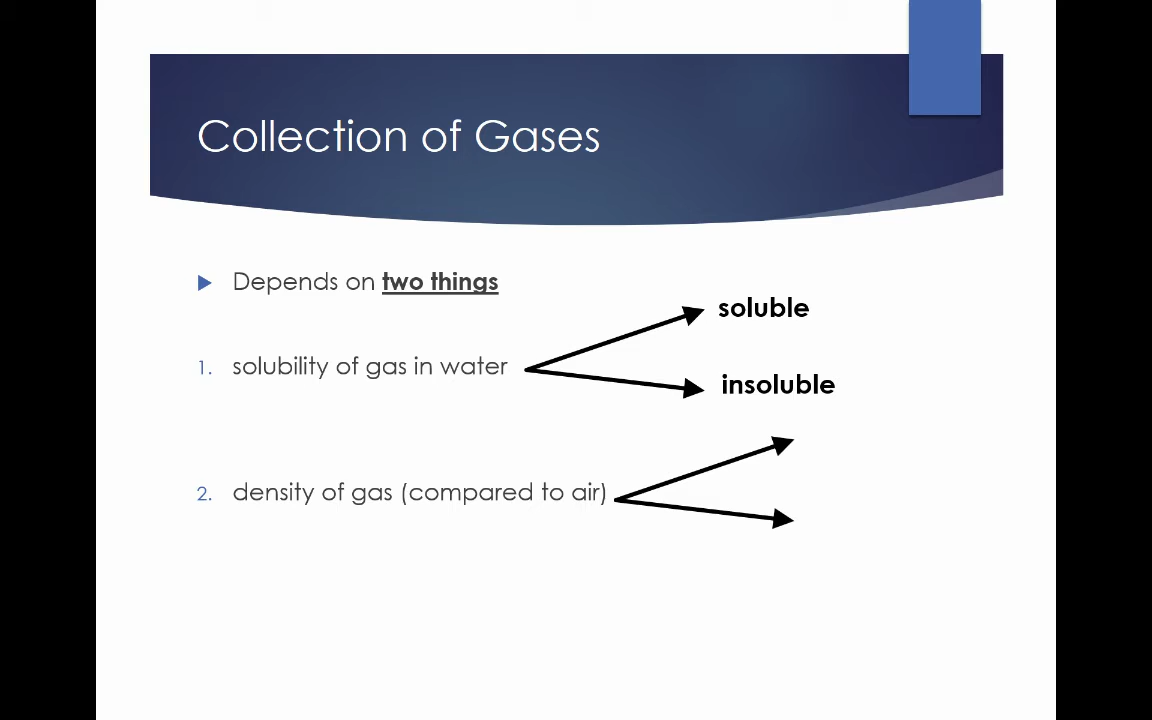 Collection of Gases
Depends on two things
soluble
1. solubility of gas in water
insoluble
2. density of gas (compared to air)